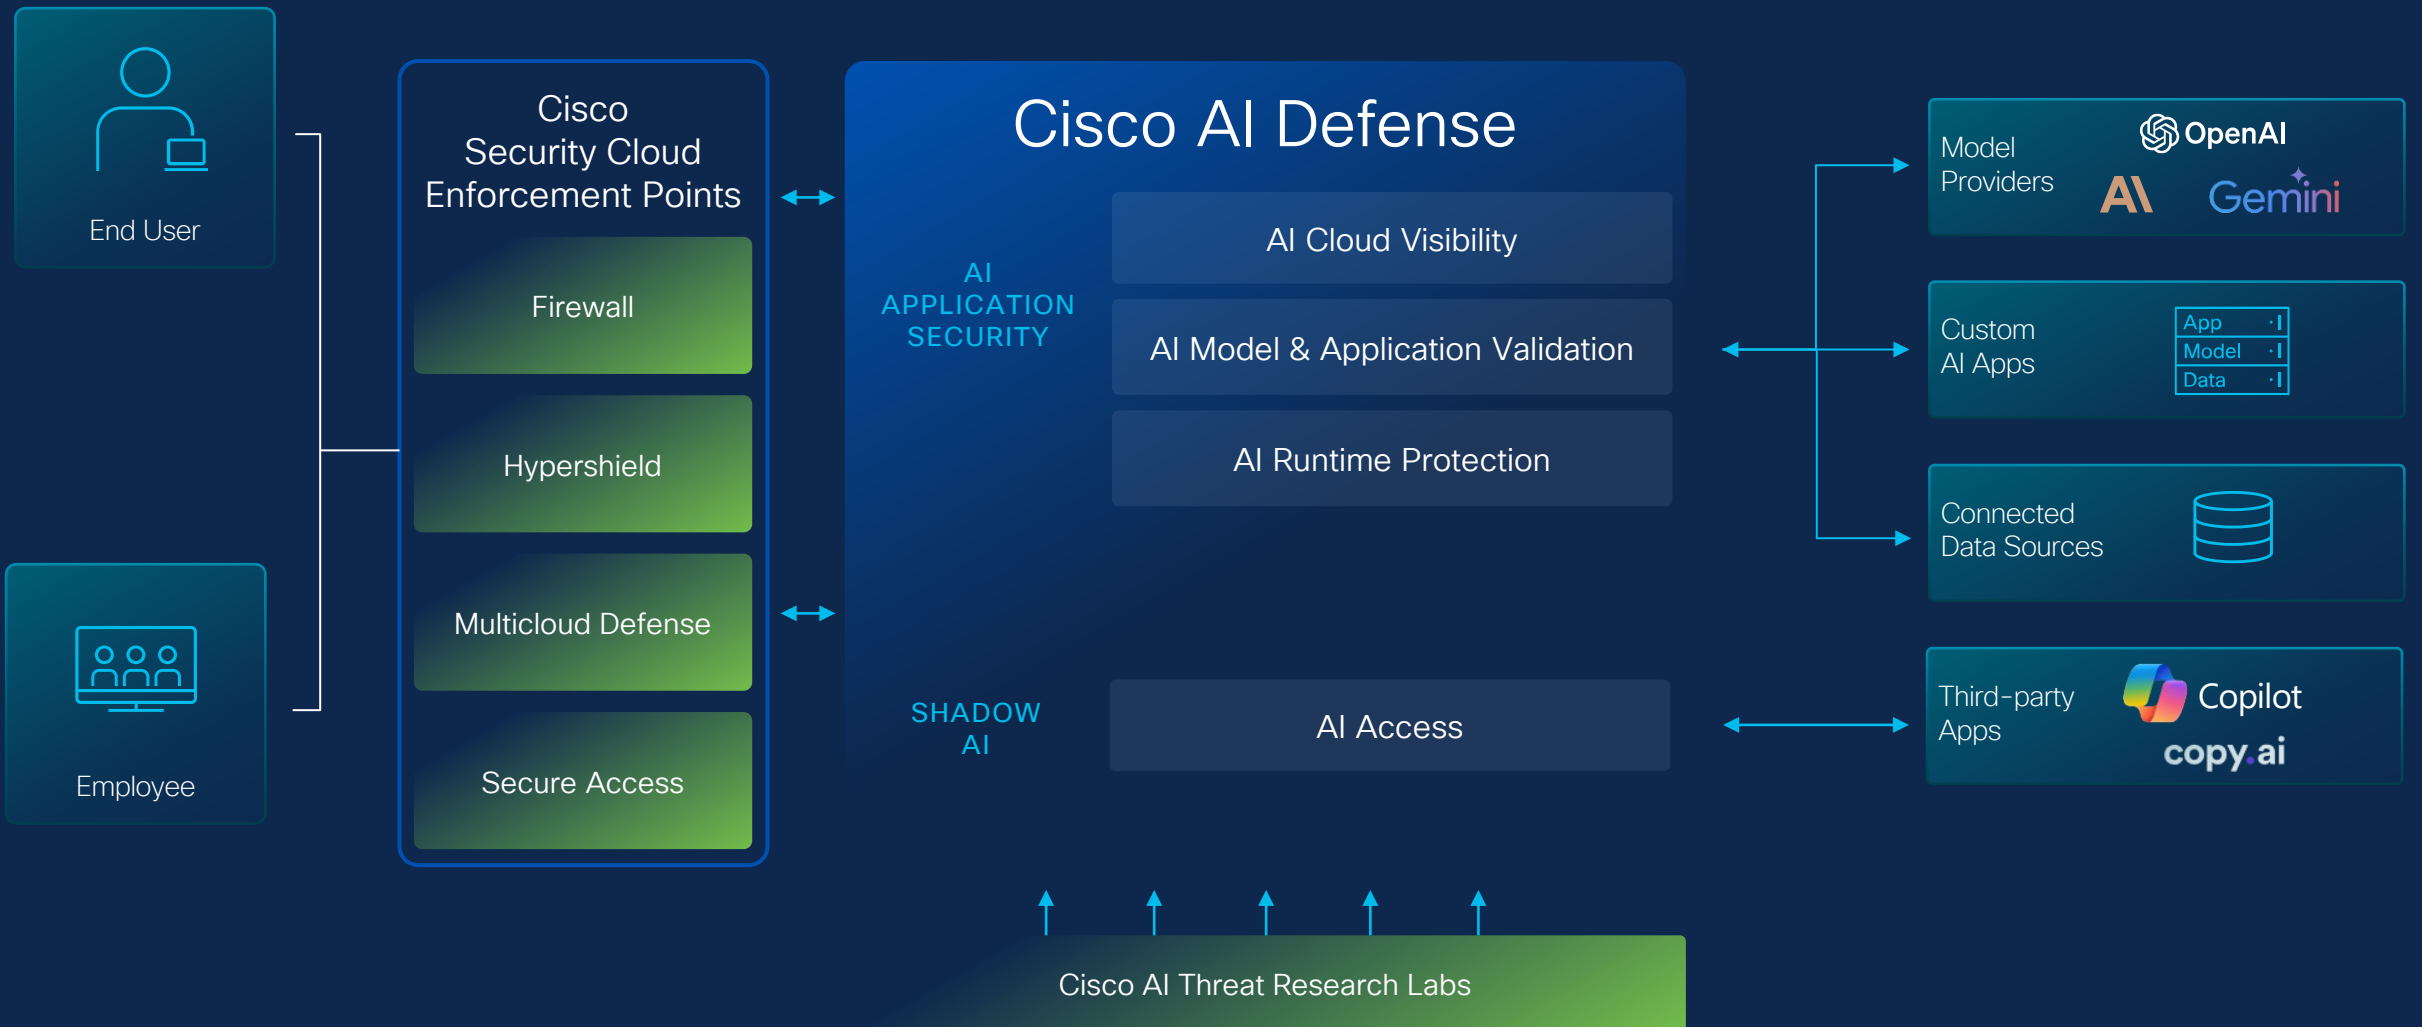 End User
Employee
Cisco
Security Cloud
Enforcement Points
Firewall
Hypershield
Multicloud Defense
Secure Access
Cisco AI Defense
AI
APPLICATION
SECURITY
AI Cloud Visibility
AI Model & Application Validation
AI Runtime Protection
SHADOW
AI
AI Access
Cisco AI Threat Research Labs
Model
Providers
OpenAI
AI
Gemini
Custom
AI Apps
App
Model
Data
Connected
Data Sources
Third-party
Apps
Copilot
copy.ai